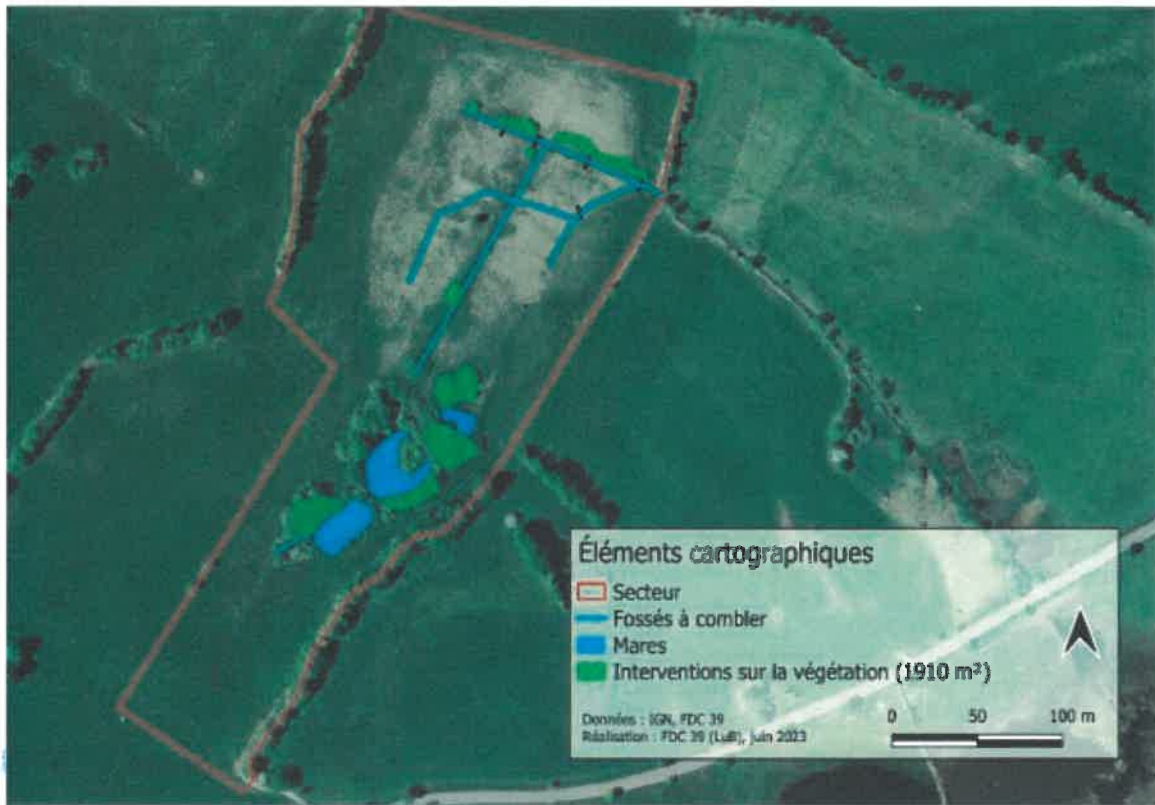 Éléments cartographiques
Secteur
Fossés à combler
Mares
Interventions sur la végétation (1910 m²)
Données : IGN, FDC 39
Réalisation : FDC 39 (LuB), juin 2023
0 50 100 m